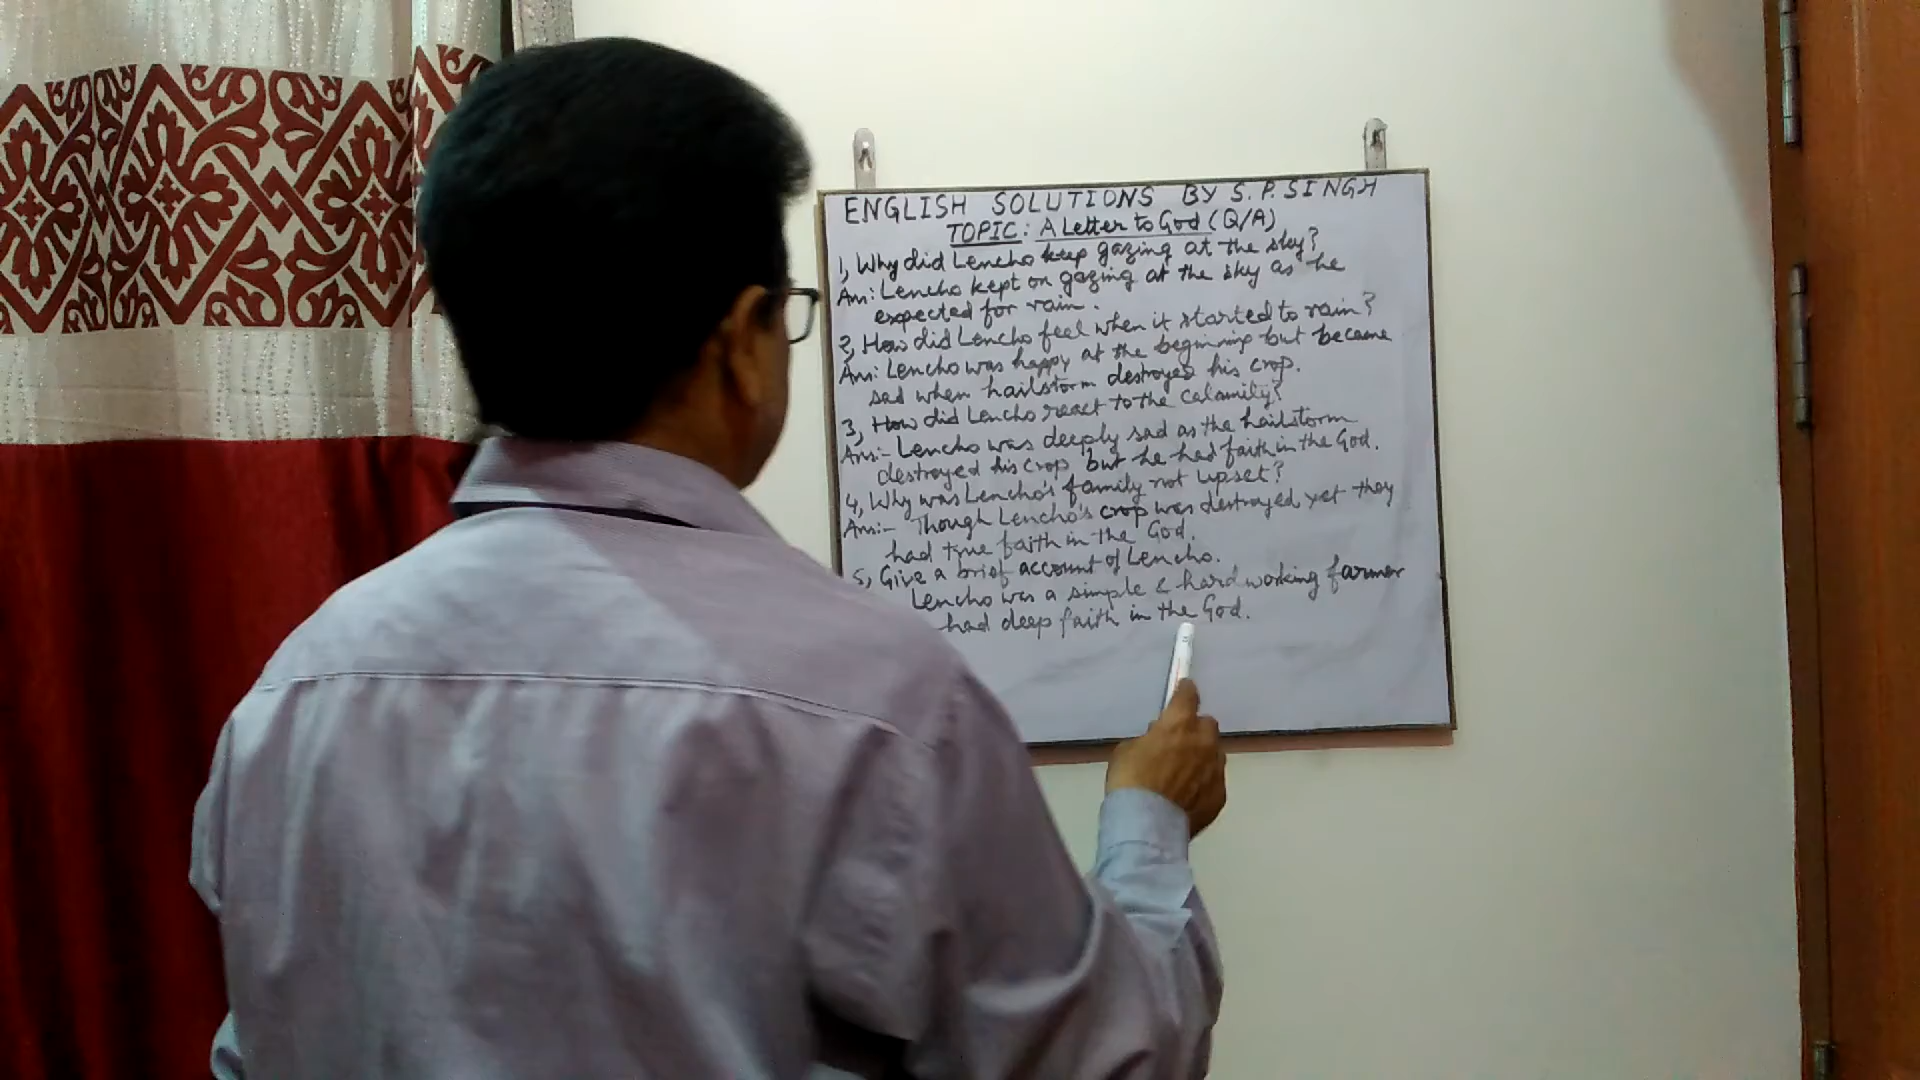 ENGLISH SOLUTIONS BY S.P.SINGH
TOPIC: A Letter to God (Q/A)
1, Why did Lencho keep gazing at the sky?
Ans: Lencho kept on gazing at the sky as he
expected for rain.
2, How did Lencho feel when it started to rain?
Ans: Lencho was happy at the beginning but became
sad when hailstorm destroyed his crop.
3, How did Lencho react to the calamity?
Ans:- Lencho was deeply sad as the hailstorm
destroyed his crop but he had faith in the God.
4, Why was Lencho's family not upset?
Ans:- Though Lencho's crop was destroyed yet they
had true faith in the God.
5, Give a brief account of Lencho.
Lencho was a simple & hardworking farmer
had deep faith in the God.